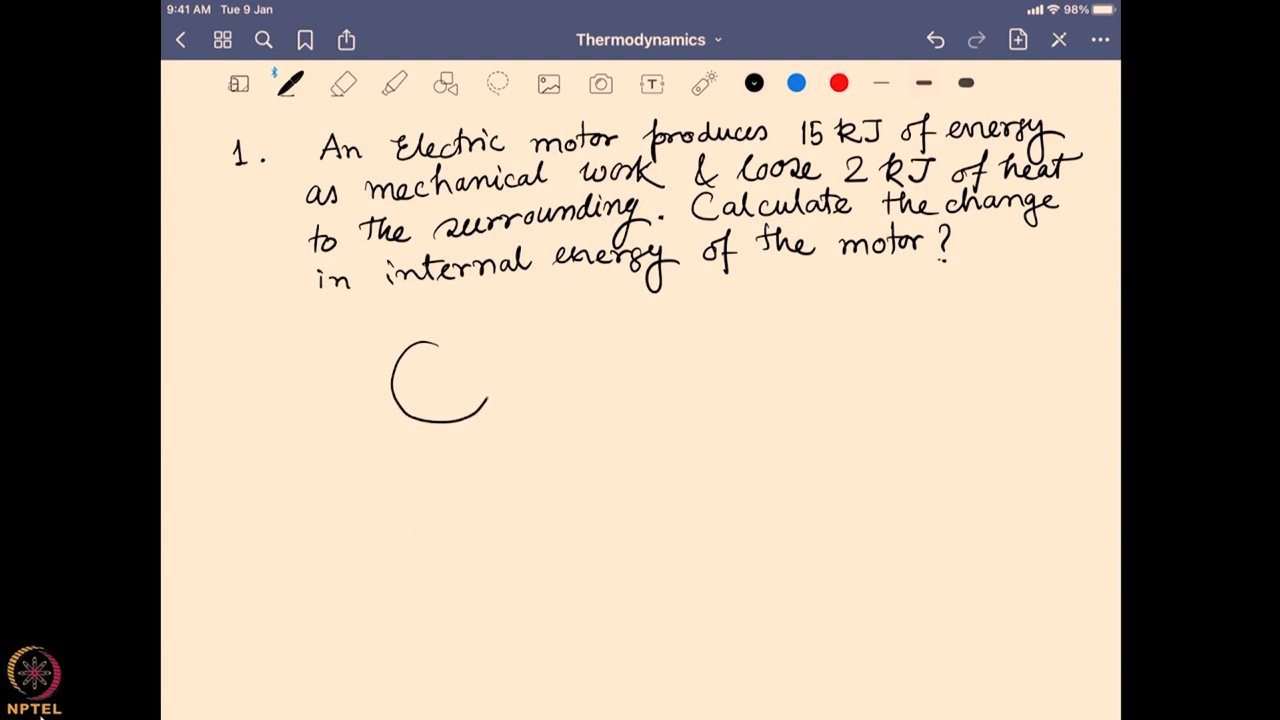 9:41 AM Tue 9 Jan
98%
Thermodynamics
T
1. An Electric motor produces 15 kJ of energy
as mechanical work & loose 2 kJ of heat
to the surrounding. Calculate the change
in internal energy of the motor?
NPTEL